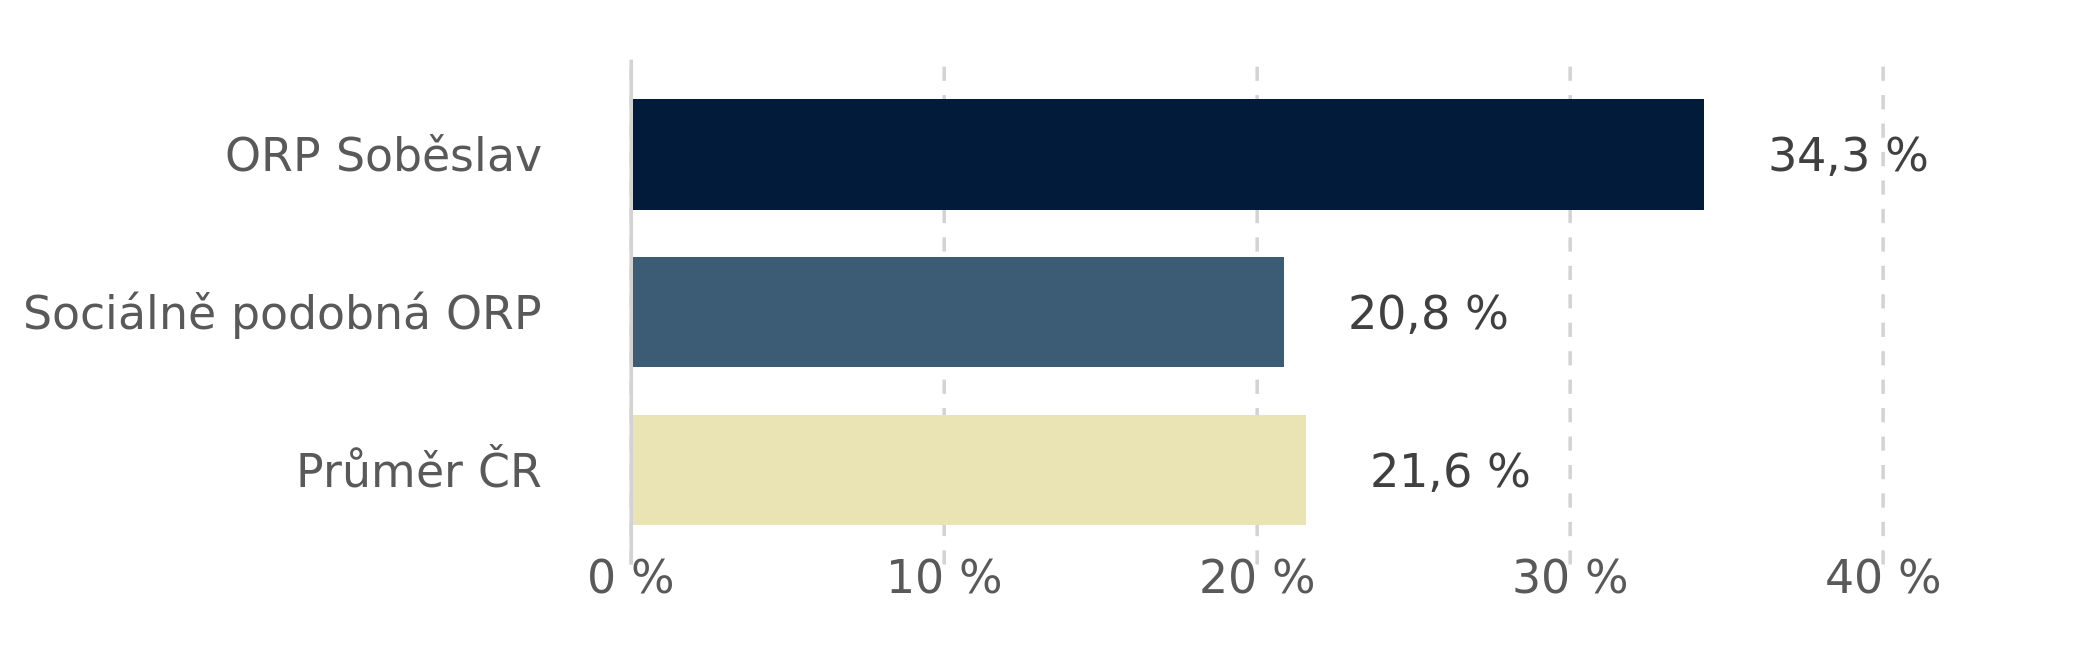 ORP Soběslav 34,3 %
Sociálně podobná ORP 20,8 %
Průměr ČR 21,6 %
0 % 10 % 20 % 30 % 40 %